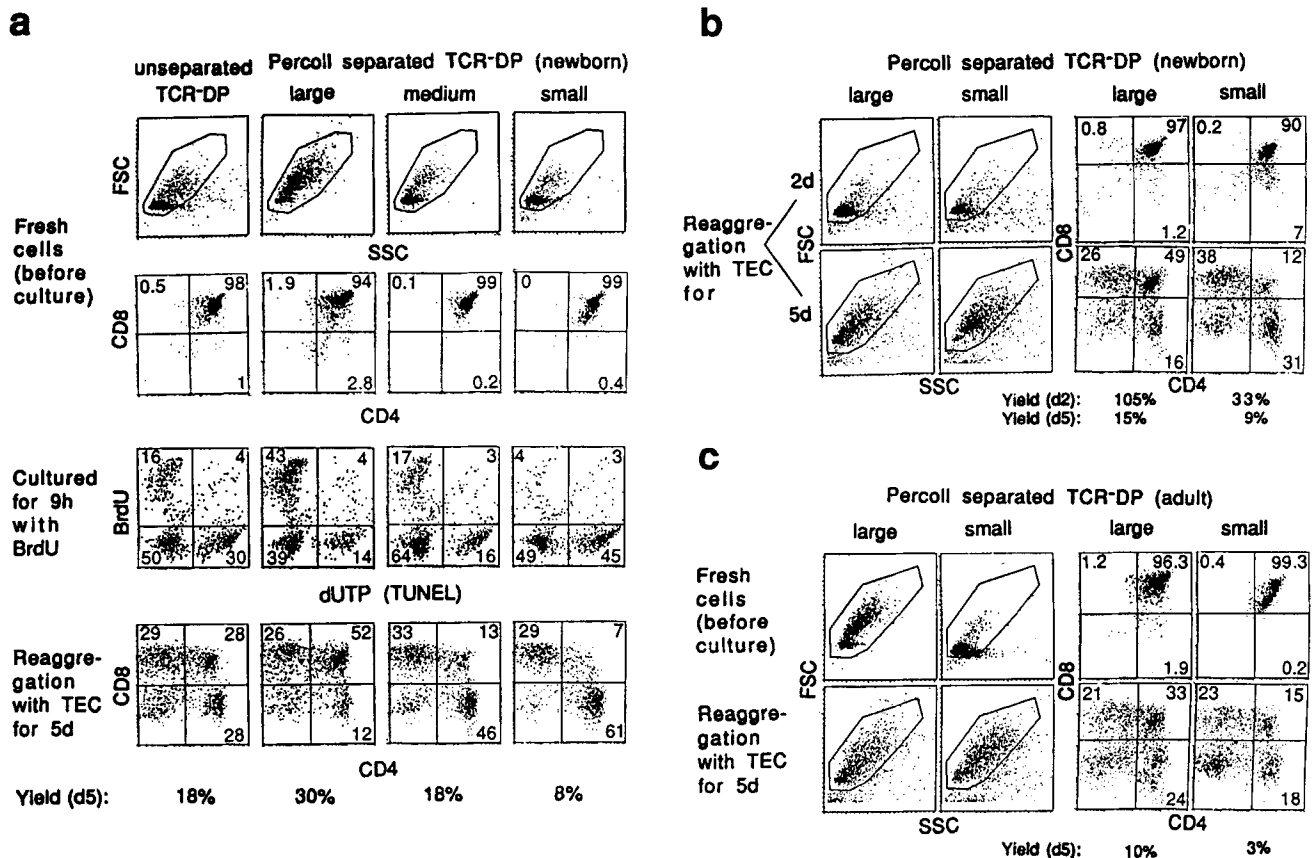 a
unseparated TCR-DP
Percoll separated TCR-DP (newborn)
large medium small
FSC
SSC
Fresh cells (before culture)
0.5 98 1.9 94 0.1 99 0 99
CD8
1 2.8 0.2 0.4
CD4
Cultured for 9h with BrdU
16 4 43 4 17 3 4 3
BrdU
50 30 39 14 64 16 49 45
dUTP (TUNEL)
29 28 26 52 33 13 29 7
Reaggre-
gation with TEC for 5d
CD8
28 12 46 61
CD4
Yield (d5): 18% 30% 18% 8%
b
Percoll separated TCR-DP (newborn)
large small large small
0.8 97 0.2 90
2d
Reaggre-
gation with TEC for
FSC
CD8
1.2 7
26 49 38 12
5d
16 31
SSC
CD4
Yield (d2): 105% 33%
Yield (d5): 15% 9%
c
Percoll separated TCR-DP (adult)
large small large small
Fresh cells (before culture)
1.2 96.3 0.4 99.3
FSC
CD8
1.9 0.2
21 33 23 15
Reaggre-
gation with TEC for 5d
24 18
SSC
CD4
Yield (d5): 10% 3%